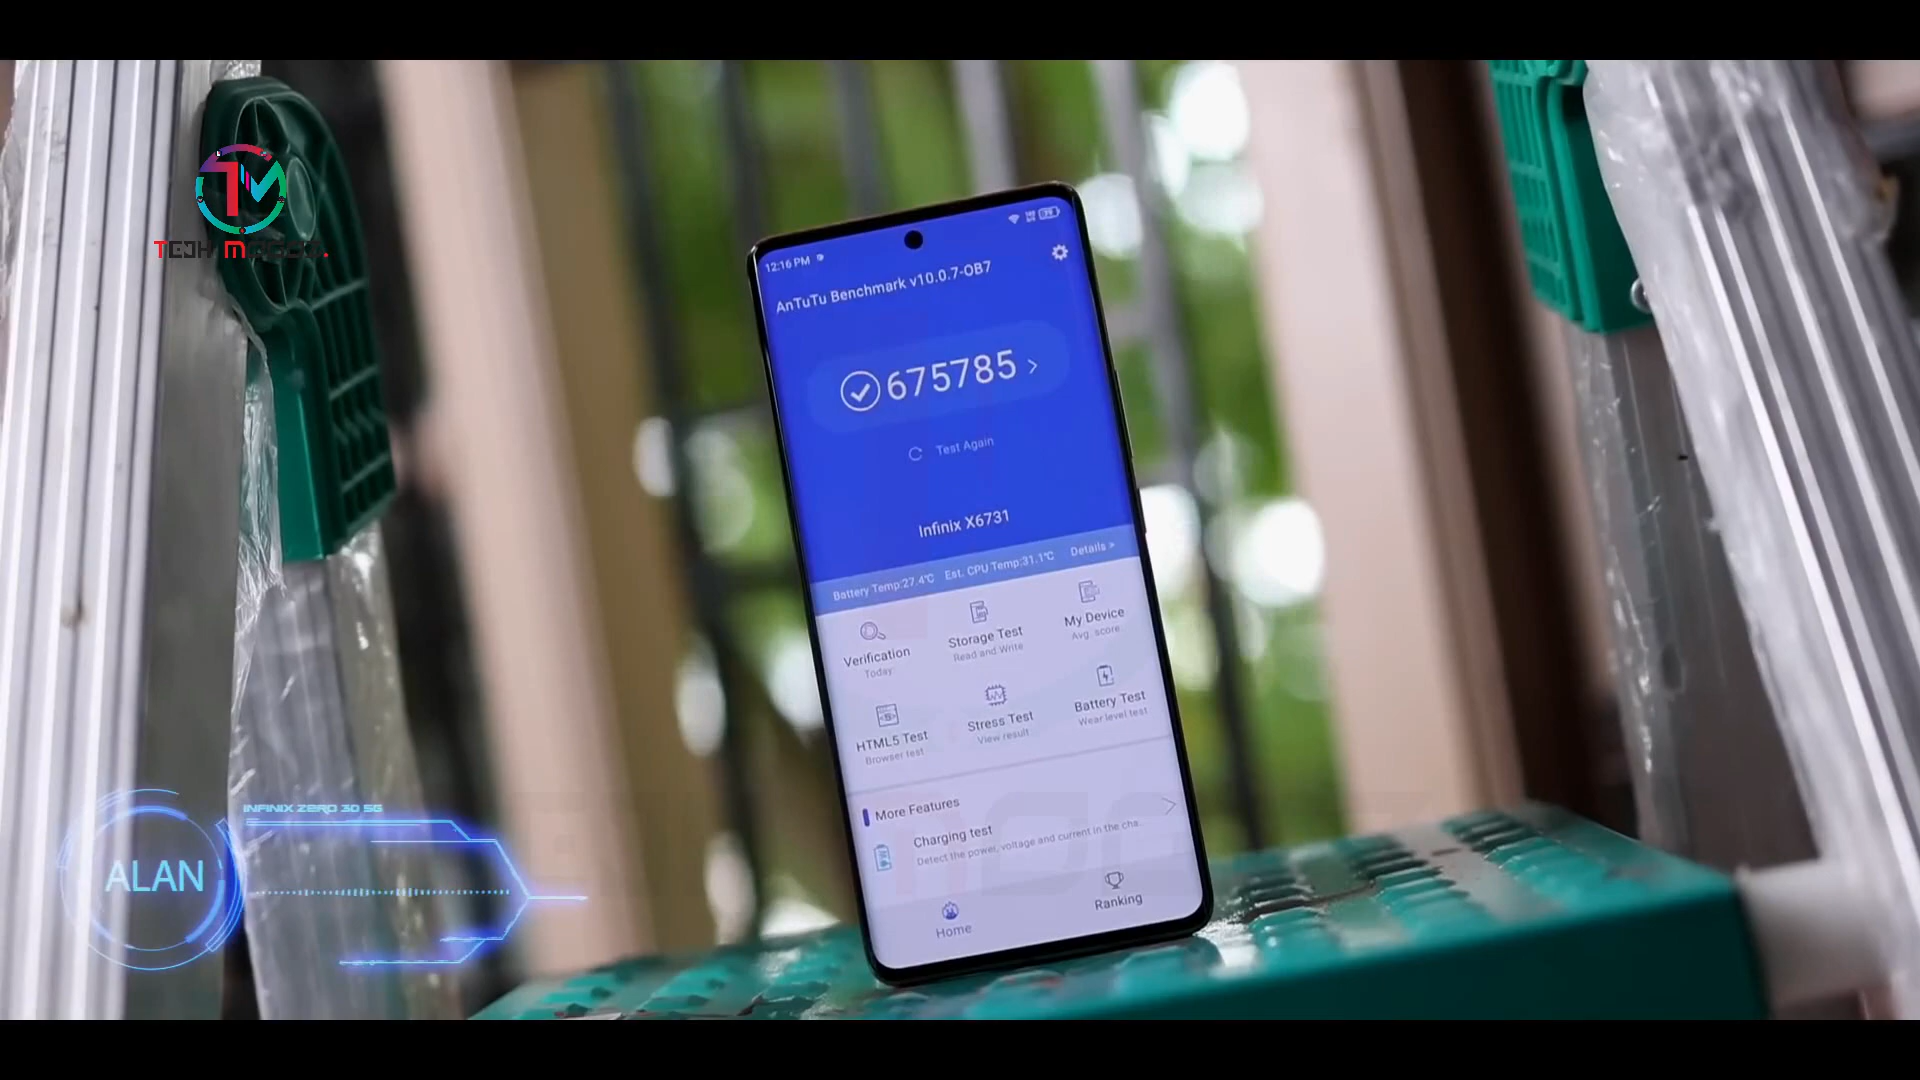 TM
12:16 PM
AnTuTu Benchmark v10.0.7-OB7
675785 >
Test Again
Infinix X6731
Battery Temp:27.4℃ Est. CPU Temp:31.1℃ Details >
Verification
Today
Storage Test
Read and Write
My Device
Avg. score
HTML5 Test
Browser test
Stress Test
View result
Battery Test
Wear level test
More Features
Charging test
Detect the power, voltage and current in the cha...
Home
Ranking
INFINIX ZERO 30 5G
ALAN